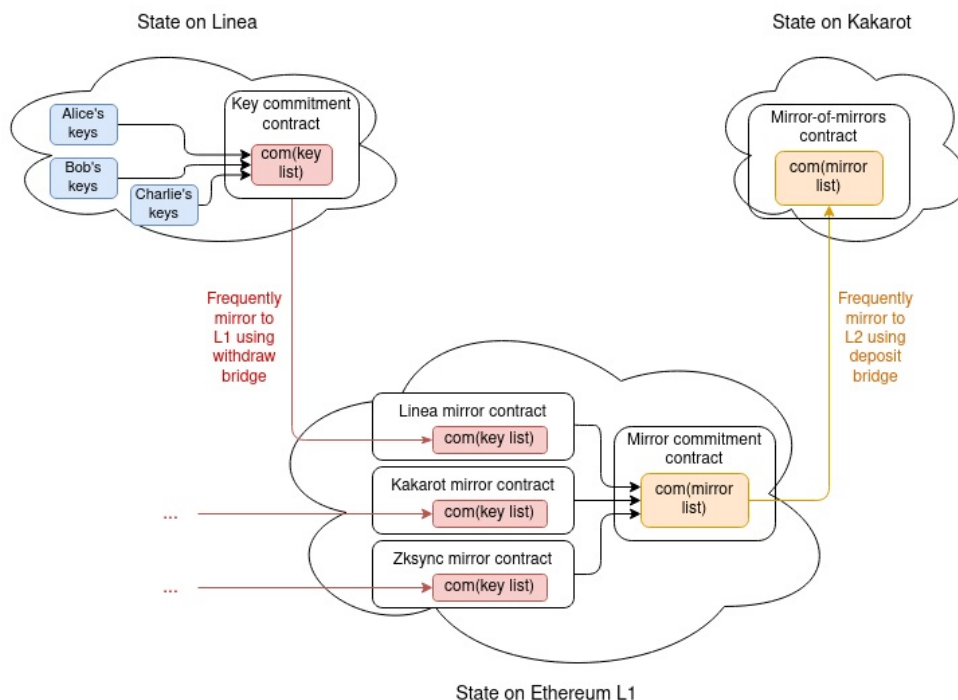 State on Linea
State on Kakarot
Alice's
keys
Bob's
keys
Charlie's
keys
Key commitment
contract
com(key
list)
Mirror-of-mirrors
contract
com(mirror
list)
Frequently
mirror to
L1 using
withdraw
bridge
Frequently
mirror to
L2 using
deposit
bridge
Linea mirror contract
com(key list)
Kakarot mirror contract
com(key list)
Zksync mirror contract
com(key list)
...
...
Mirror commitment
contract
com(mirror
list)
State on Ethereum L1